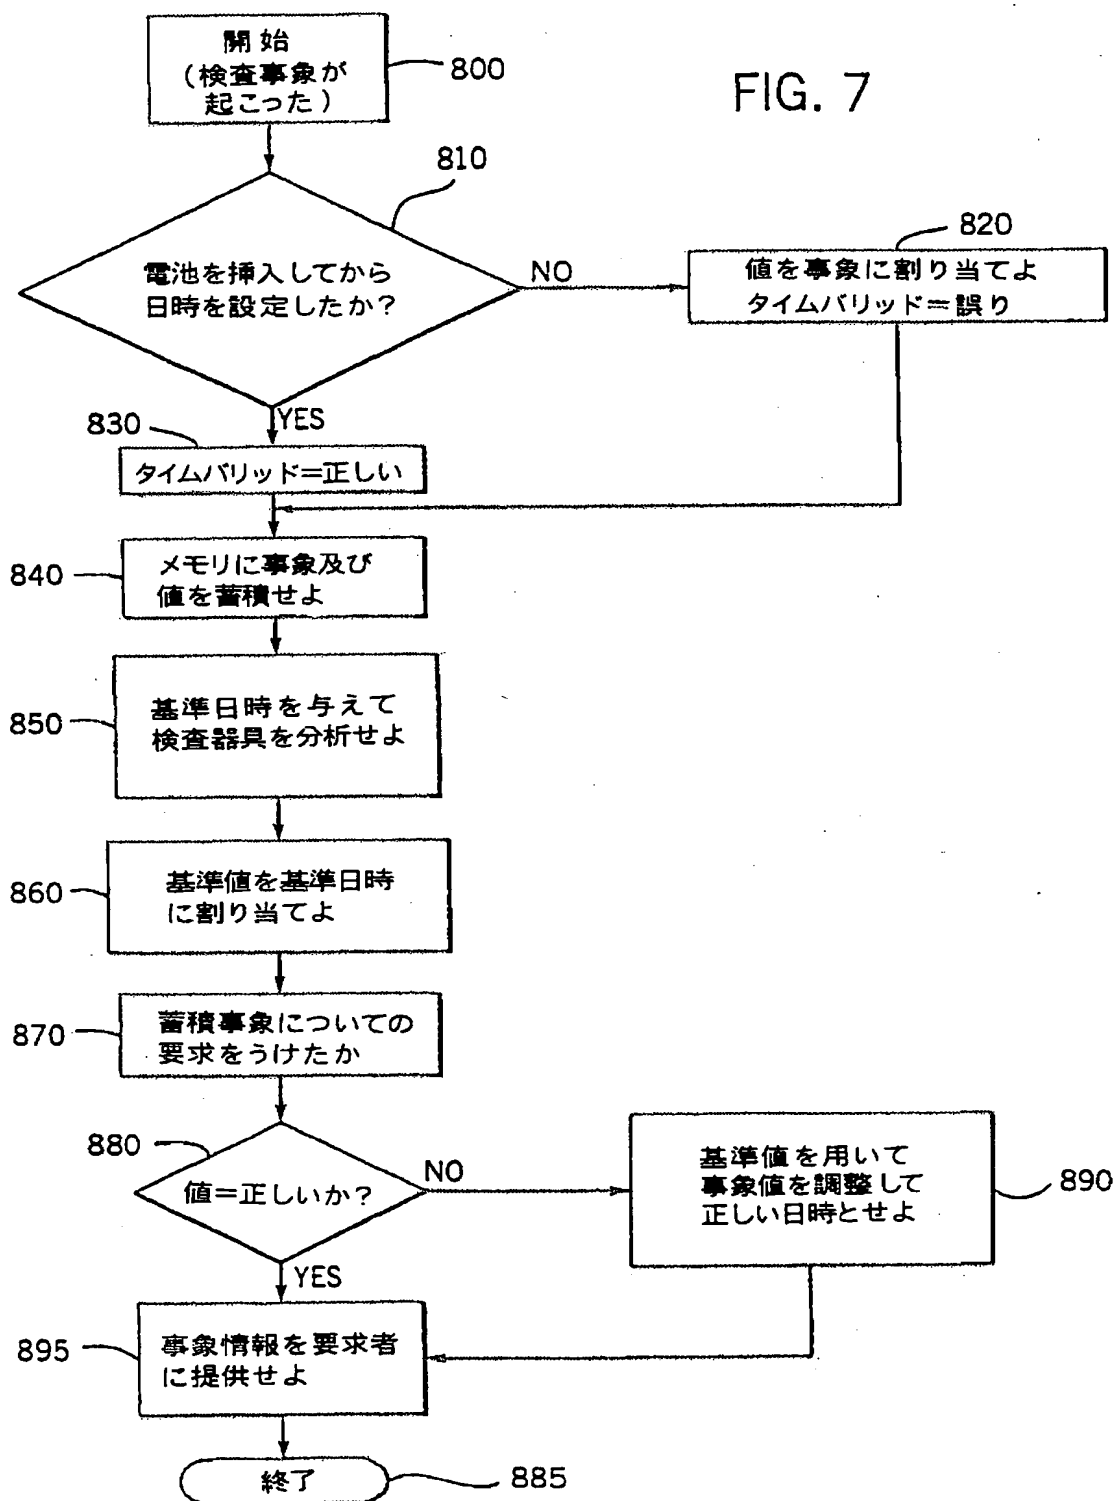 開始
(検査事象が
起こった)
800
FIG. 7
810
電池を挿入してから
日時を設定したか?
NO
820
値を事象に割り当てよ
タイムバリッド=誤り
YES
830
タイムバリッド=正しい
840
メモリに事象及び
値を蓄積せよ
850
基準日時を与えて
検査器具を分析せよ
860
基準値を基準日時
に割り当てよ
870
蓄積事象についての
要求をうけたか
880
値=正しいか?
NO
890
基準値を用いて
事象値を調整して
正しい日時とせよ
YES
895
事象情報を要求者
に提供せよ
終了
885